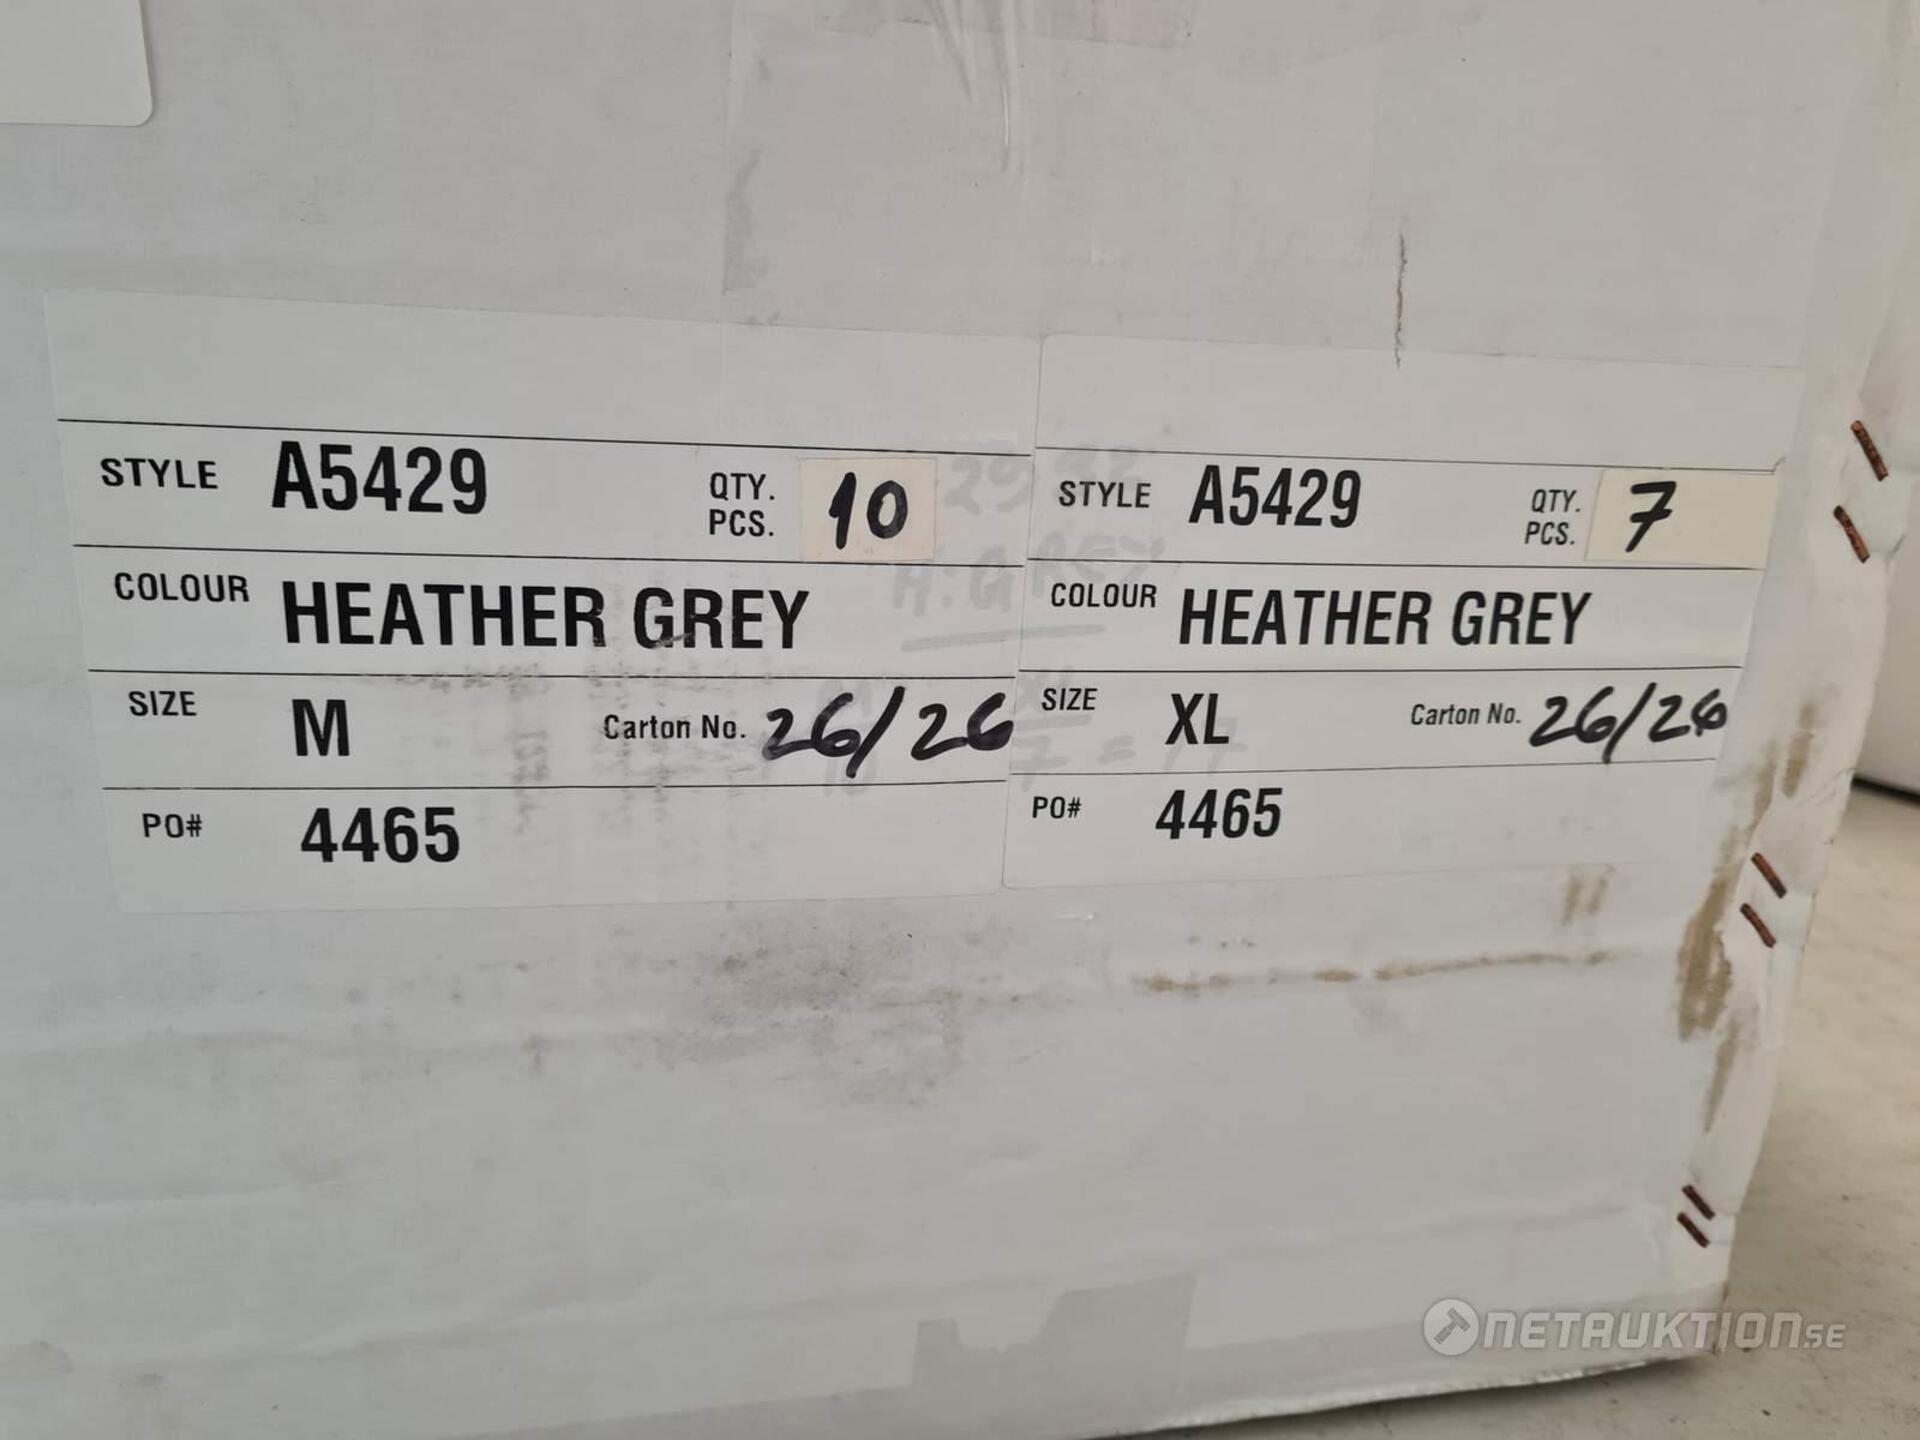 STYLE A5429 QTY. PCS. 10
COLOUR HEATHER GREY
SIZE M Carton No. 26/26
PO# 4465
STYLE A5429 QTY. PCS. 7
COLOUR HEATHER GREY
SIZE XL Carton No. 26/26
PO# 4465
H:GREY
NETAUKTION.SE